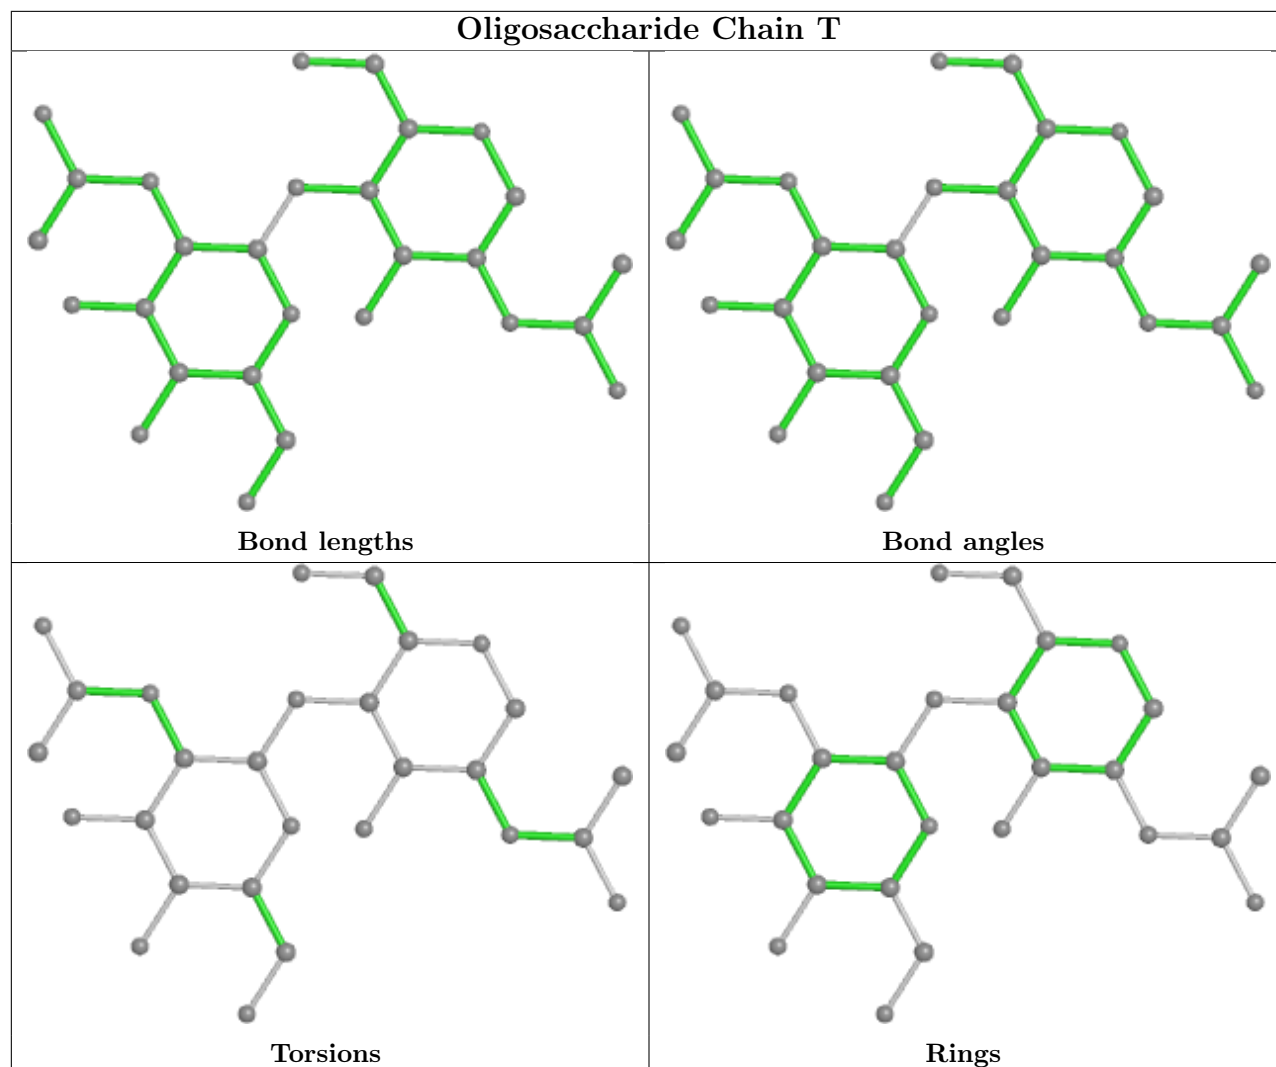 Oligosaccharide Chain T
Bond lengths
Bond angles
Torsions
Rings